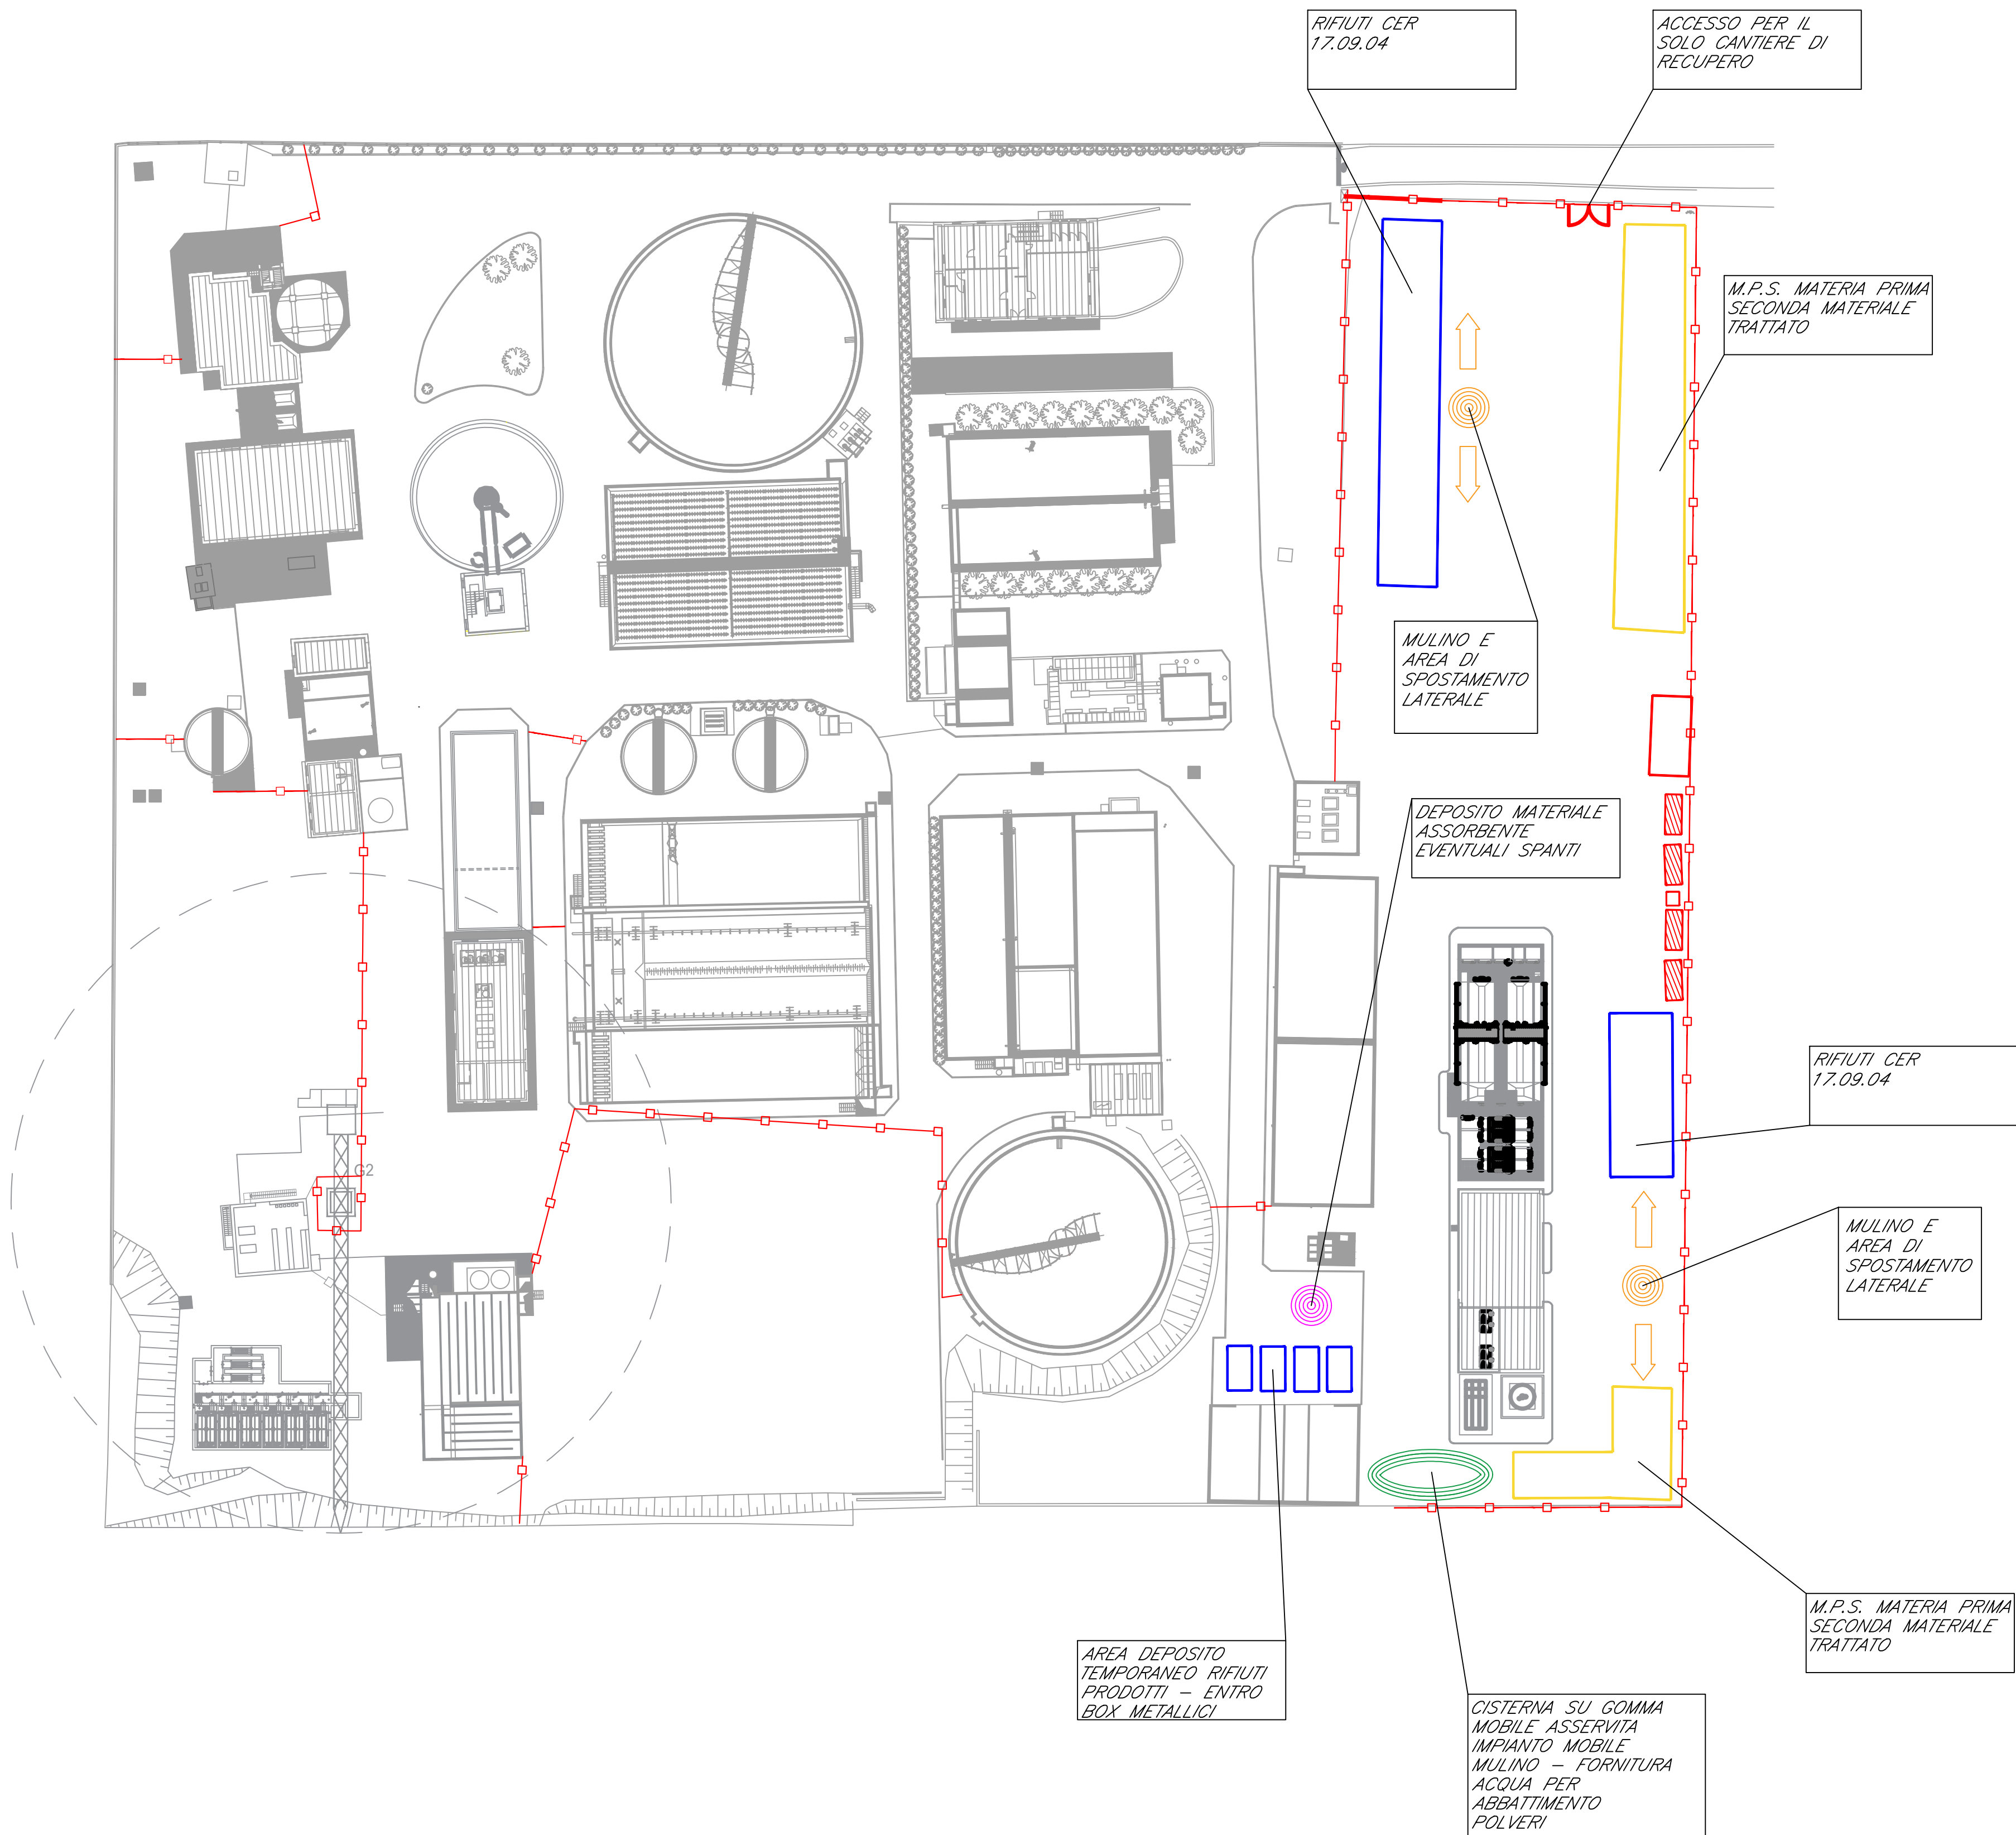 RIFIUTI CER
17.09.04
ACCESSO PER IL
SOLO CANTIERE DI
RECUPERO
M.P.S. MATERIA PRIMA
SECONDA MATERIALE
TRATTATO
MULINO E
AREA DI
SPOSTAMENTO
LATERALE
DEPOSITO MATERIALE
ASSORBENTE
EVENTUALI SPANTI
RIFIUTI CER
17.09.04
G2
MULINO E
AREA DI
SPOSTAMENTO
LATERALE
M.P.S. MATERIA PRIMA
SECONDA MATERIALE
TRATTATO
AREA DEPOSITO
TEMPORANEO RIFIUTI
PRODOTTI – ENTRO
BOX METALLICI
CISTERNA SU GOMMA
MOBILE ASSERVITA
IMPIANTO MOBILE
MULINO – FORNITURA
ACQUA PER
ABBATTIMENTO
POLVERI